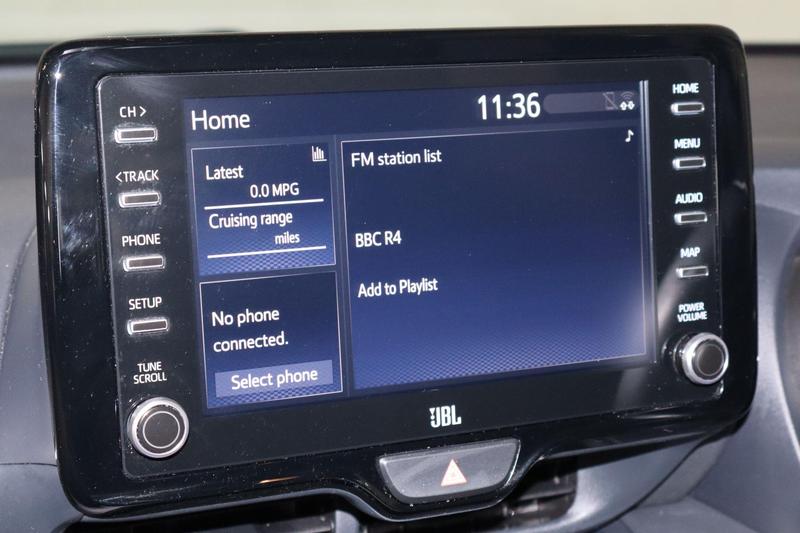 CH >
<TRACK
PHONE
SETUP
TUNE
SCROLL
Home
11:36
Latest
0.0 MPG
Cruising range
miles
No phone
connected.
Select phone
FM station list
BBC R4
Add to Playlist
HOME
MENU
AUDIO
MAP
POWER
VOLUME
JBL